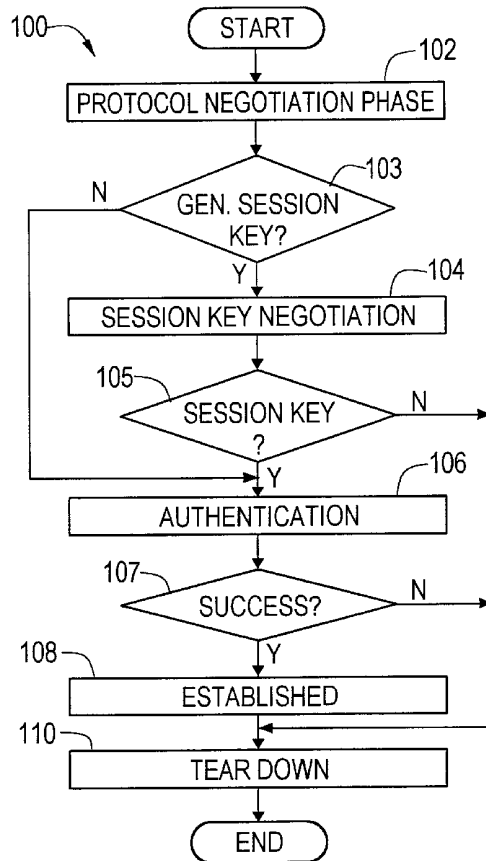 100
START
102
PROTOCOL NEGOTIATION PHASE
103
N
GEN. SESSION
KEY?
Y
104
SESSION KEY NEGOTIATION
105
SESSION KEY
?
N
Y
106
AUTHENTICATION
107
SUCCESS?
N
Y
108
ESTABLISHED
110
TEAR DOWN
END